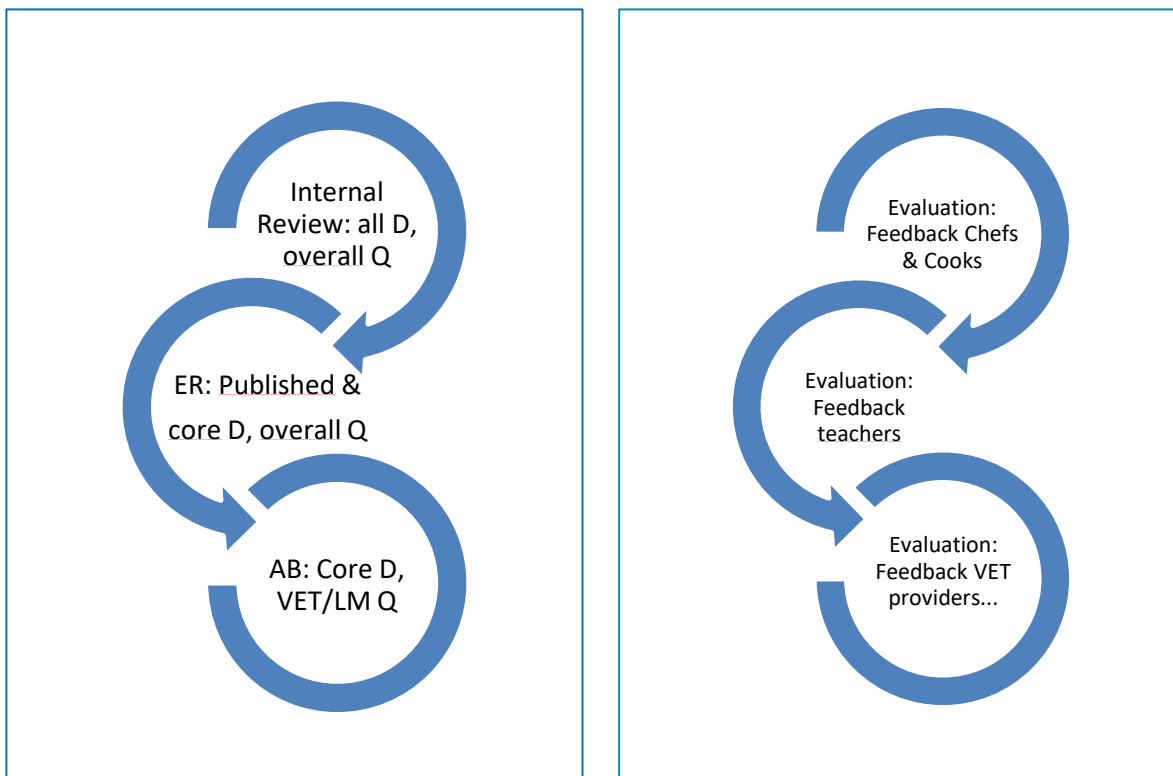 Internal
Review: all D,
overall Q
ER: Published &
core D, overall Q
AB: Core D,
VET/LM Q
Evaluation:
Feedback Chefs
& Cooks
Evaluation:
Feedback
teachers
Evaluation:
Feedback VET
providers...